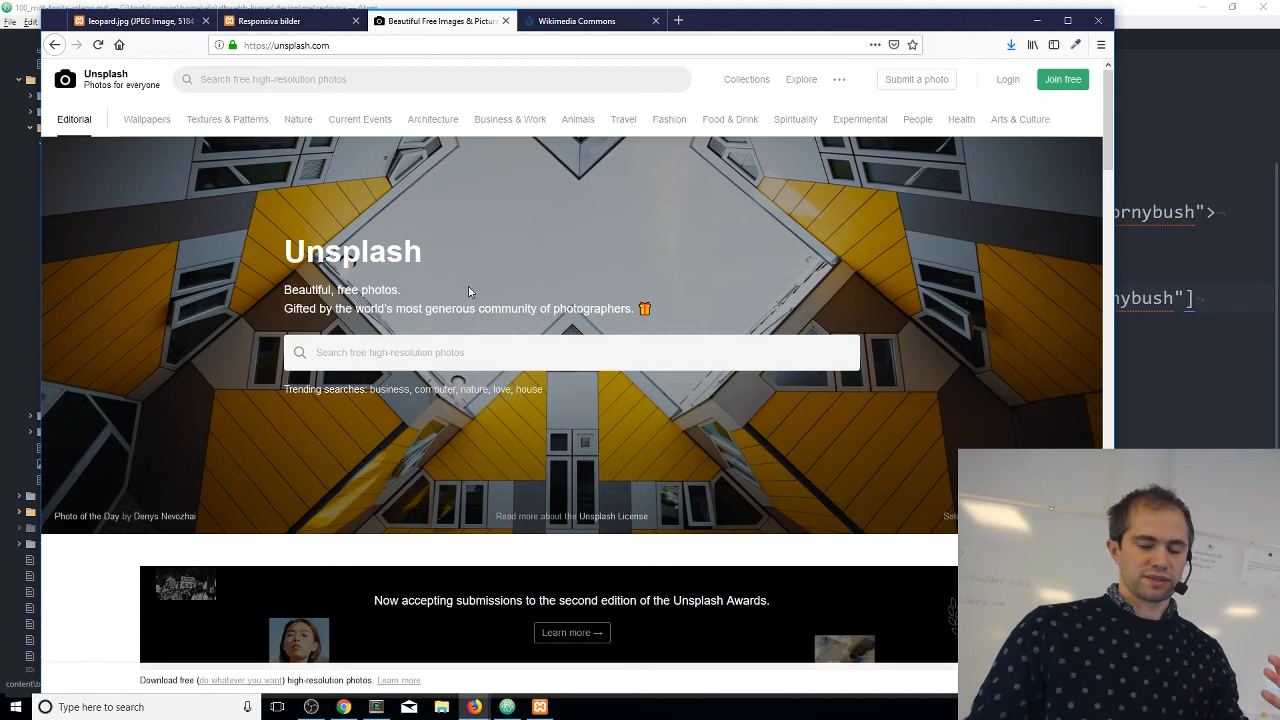 100_mitt-forsta-inlagg.md — C:\
leopard.jpg (JPEG Image, 5184
Responsiva bilder
Beautiful Free Images & Pictur
Wikimedia Commons
https://unsplash.com
Unsplash
Photos for everyone
Search free high-resolution photos
Collections
Explore
Submit a photo
Login
Join free
Editorial
Wallpapers
Textures & Patterns
Nature
Current Events
Architecture
Business & Work
Animals
Travel
Fashion
Food & Drink
Spirituality
Experimental
People
Health
Arts & Culture
ornybush">
Unsplash
Beautiful, free photos.
Gifted by the world's most generous community of photographers. 🎁
nybush"]
Search free high-resolution photos
Trending searches: business, computer, nature, love, house
Photo of the Day by Denys Nevozhai
Read more about the Unsplash License
Now accepting submissions to the second edition of the Unsplash Awards.
Learn more →
Download free (do whatever you want) high-resolution photos. Learn more
content\b
Type here to search